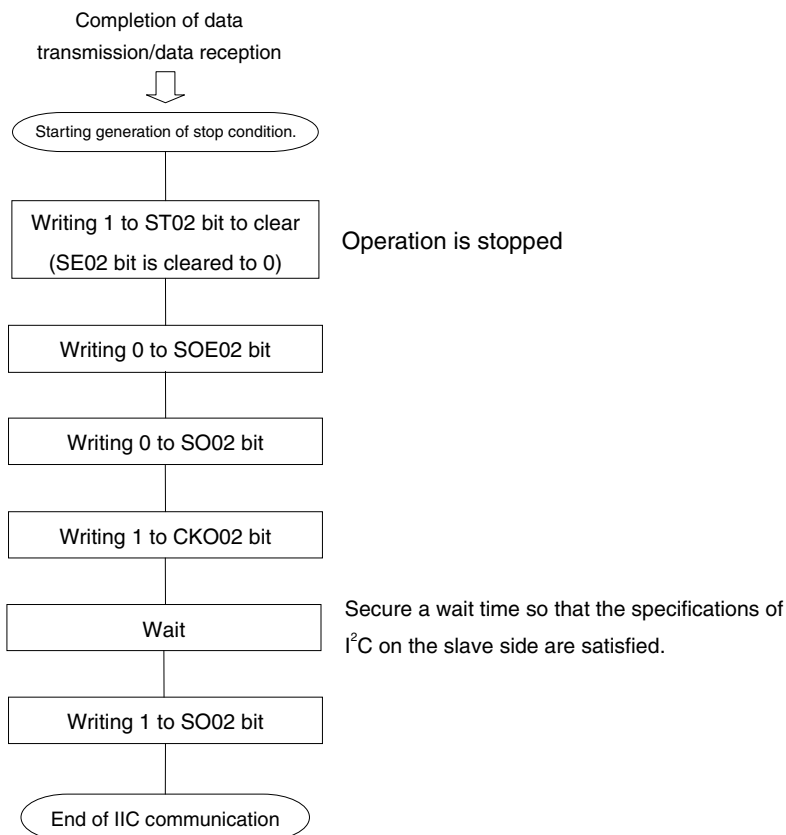 Completion of data
transmission/data reception
Starting generation of stop condition.
Writing 1 to ST02 bit to clear
(SE02 bit is cleared to 0)
Operation is stopped
Writing 0 to SOE02 bit
Writing 0 to SO02 bit
Writing 1 to CKO02 bit
Wait
Secure a wait time so that the specifications of
I²C on the slave side are satisfied.
Writing 1 to SO02 bit
End of IIC communication